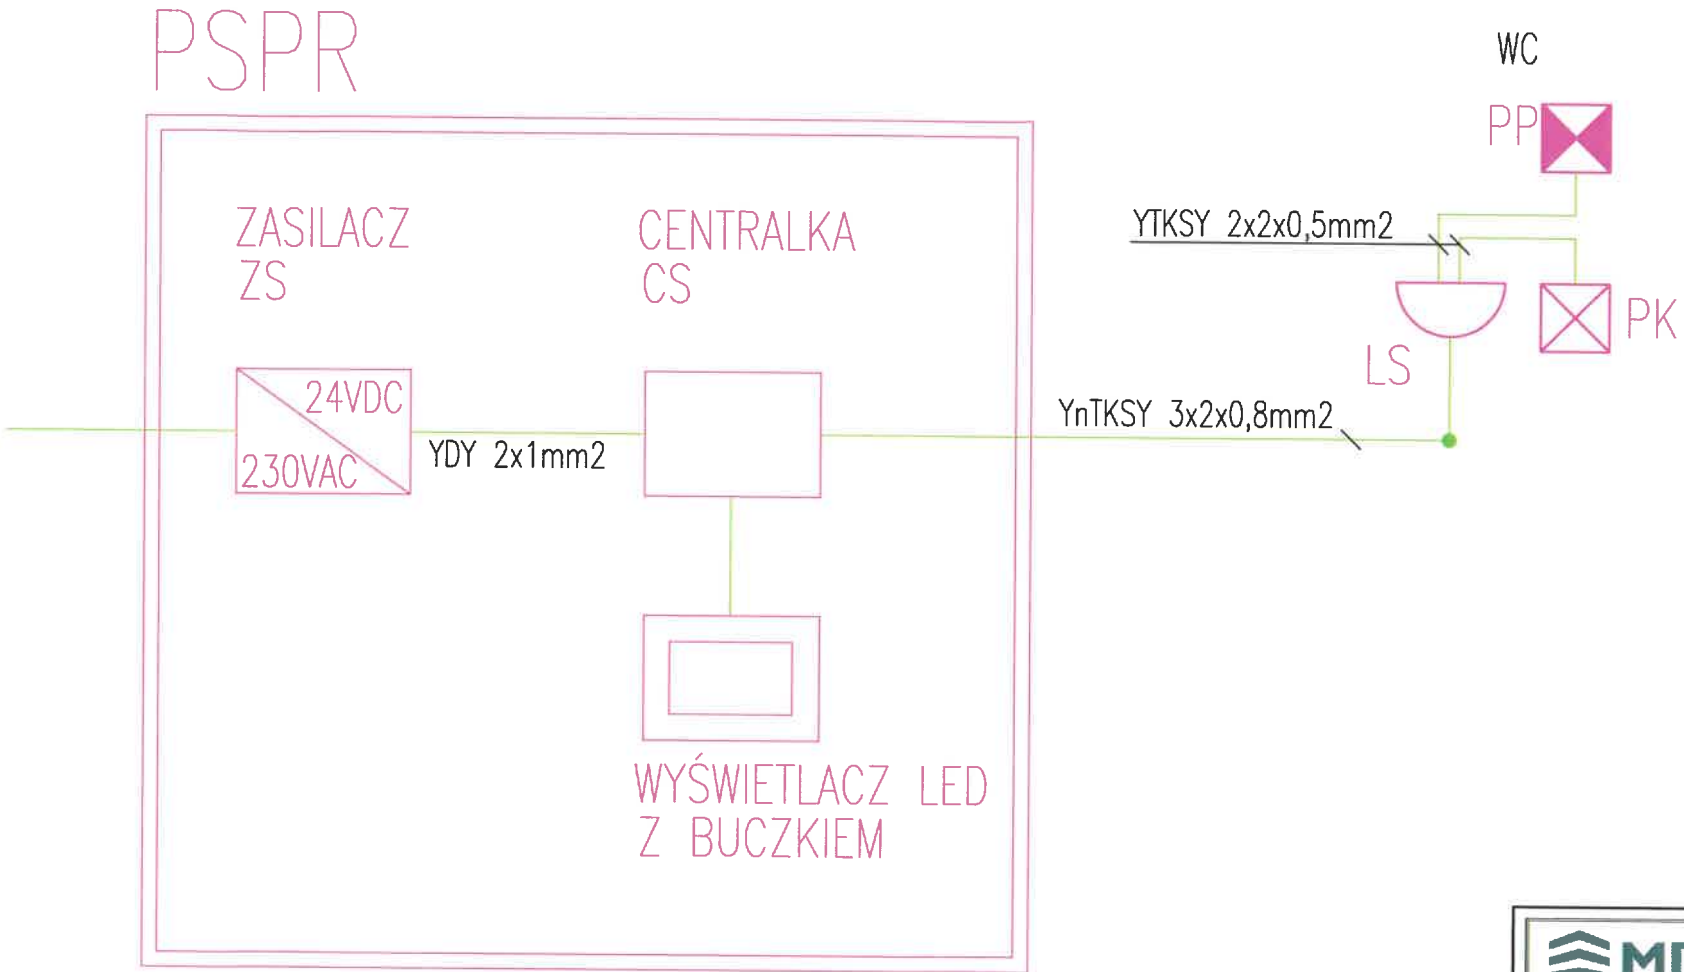 PSPR
WC
PP
ZASILACZ
ZS
CENTRALKA
CS
YTKSY 2x2x0,5mm2
PK
LS
24VDC
230VAC
YDY 2x1mm2
YnTKSY 3x2x0,8mm2
WYŚWIETLACZ LED
Z BUCZKIEM